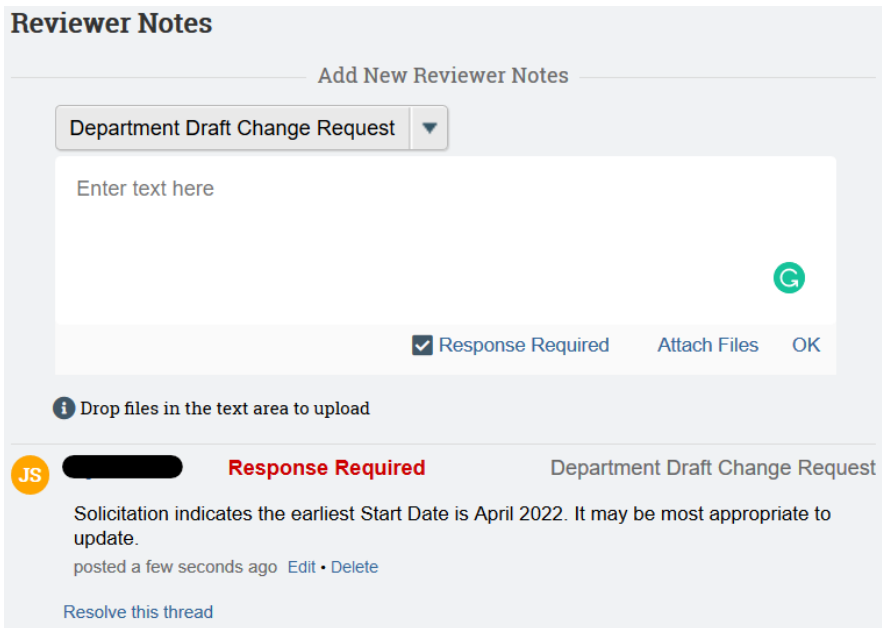 Reviewer Notes
Add New Reviewer Notes
Department Draft Change Request
Enter text here
Response Required Attach Files OK
Drop files in the text area to upload
JS Response Required Department Draft Change Request
Solicitation indicates the earliest Start Date is April 2022. It may be most appropriate to
update.
posted a few seconds ago Edit • Delete
Resolve this thread